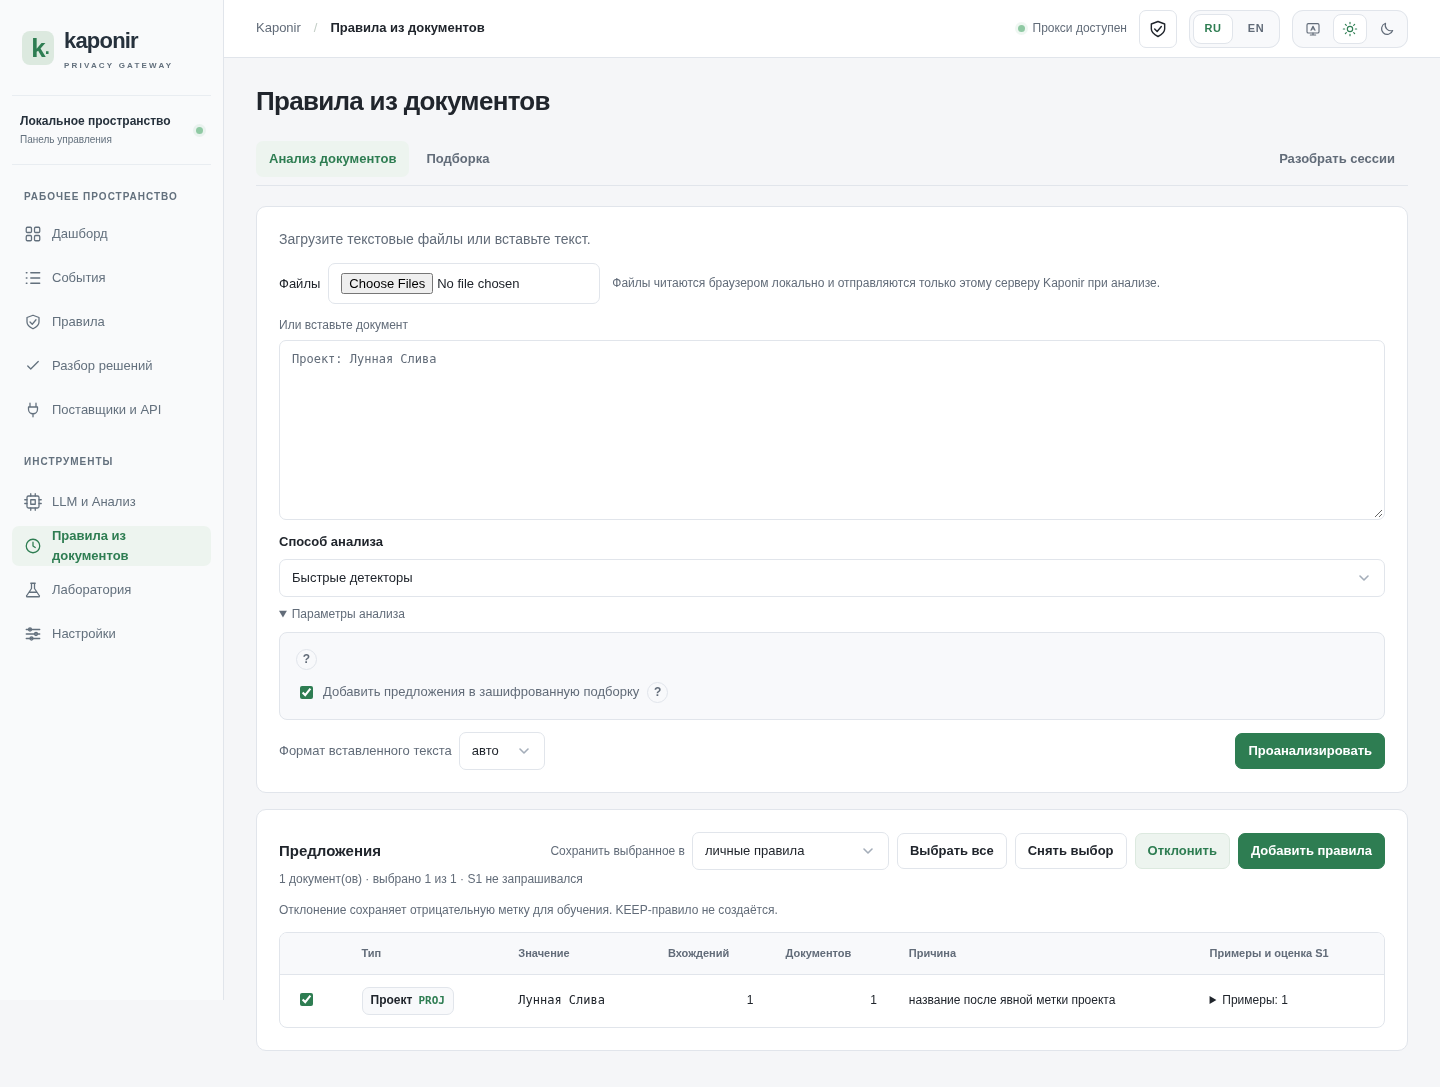 k.
kaponir
PRIVACY GATEWAY
Локальное пространство
Панель управления
РАБОЧЕЕ ПРОСТРАНСТВО
Дашборд
События
Правила
Разбор решений
Поставщики и API
ИНСТРУМЕНТЫ
LLM и Анализ
Правила из
документов
Лаборатория
Настройки
Kaponir / Правила из документов
Прокси доступен
RU EN
Правила из документов
Анализ документов Подборка Разобрать сессии
Загрузите текстовые файлы или вставьте текст.
Файлы Choose Files No file chosen Файлы читаются браузером локально и отправляются только этому серверу Kaponir при анализе.
Или вставьте документ
Проект: Лунная Слива
Способ анализа
Быстрые детекторы
▼ Параметры анализа
?
Добавить предложения в зашифрованную подборку ?
Формат вставленного текста авто Проанализировать
Предложения Сохранить выбранное в личные правила Выбрать все Снять выбор Отклонить Добавить правила
1 документ(ов) · выбрано 1 из 1 · S1 не запрашивался
Отклонение сохраняет отрицательную метку для обучения. KEEP-правило не создаётся.
Тип Значение Вхождений Документов Причина Примеры и оценка S1
Проект PROJ Лунная Слива 1 1 название после явной метки проекта ▶ Примеры: 1